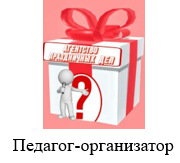 АГЕНТСТВО
ПРАЗДНИЧНЫХ ДЕЛ
?
Педагог-организатор